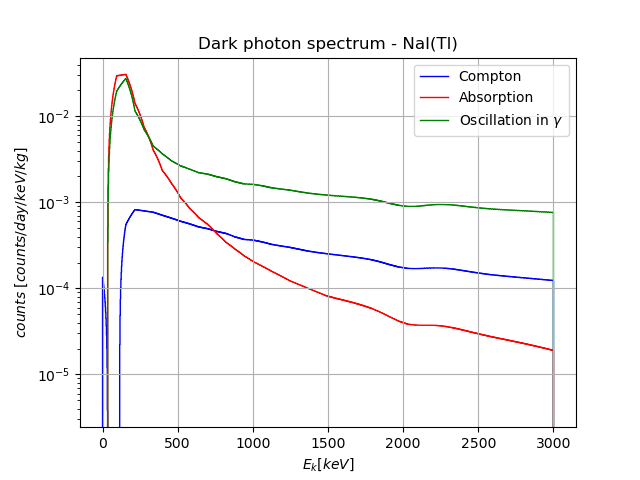 Dark photon spectrum - NaI(Tl)
Compton
Absorption
Oscillation in γ
counts [counts/day/keV/kg]
10⁻²
10⁻³
10⁻⁴
10⁻⁵
0 500 1000 1500 2000 2500 3000
E_k[keV]